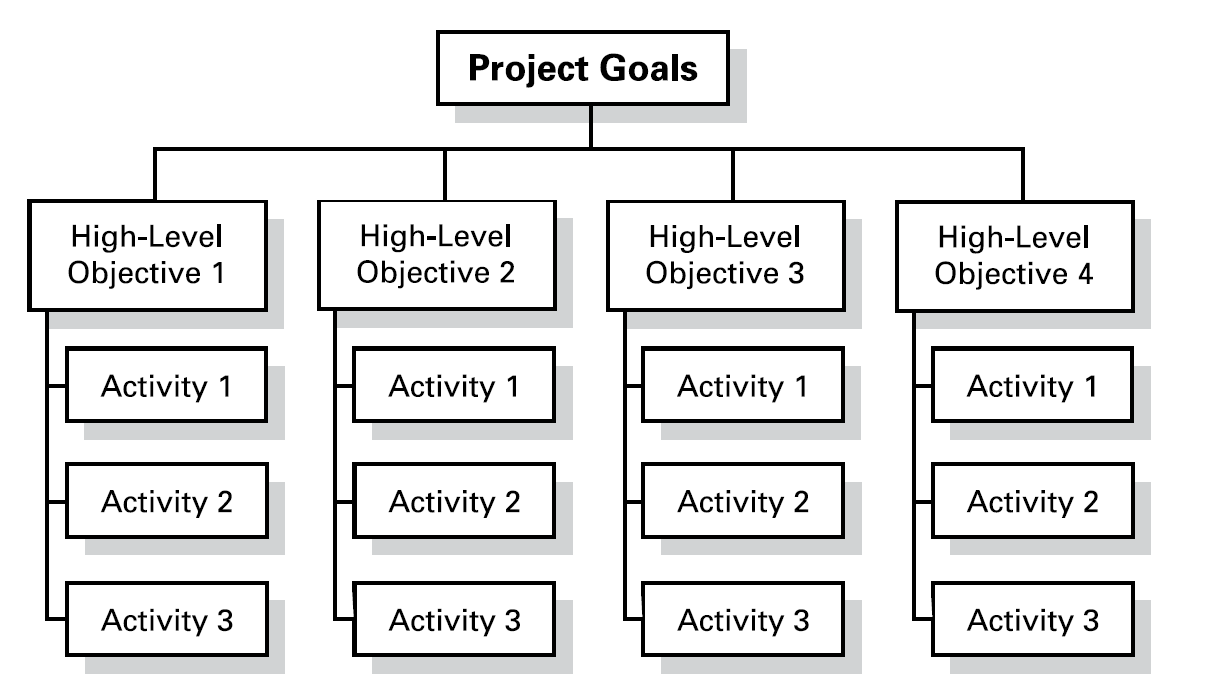 Project Goals
High-Level
Objective 1
High-Level
Objective 2
High-Level
Objective 3
High-Level
Objective 4
Activity 1
Activity 1
Activity 1
Activity 1
Activity 2
Activity 2
Activity 2
Activity 2
Activity 3
Activity 3
Activity 3
Activity 3